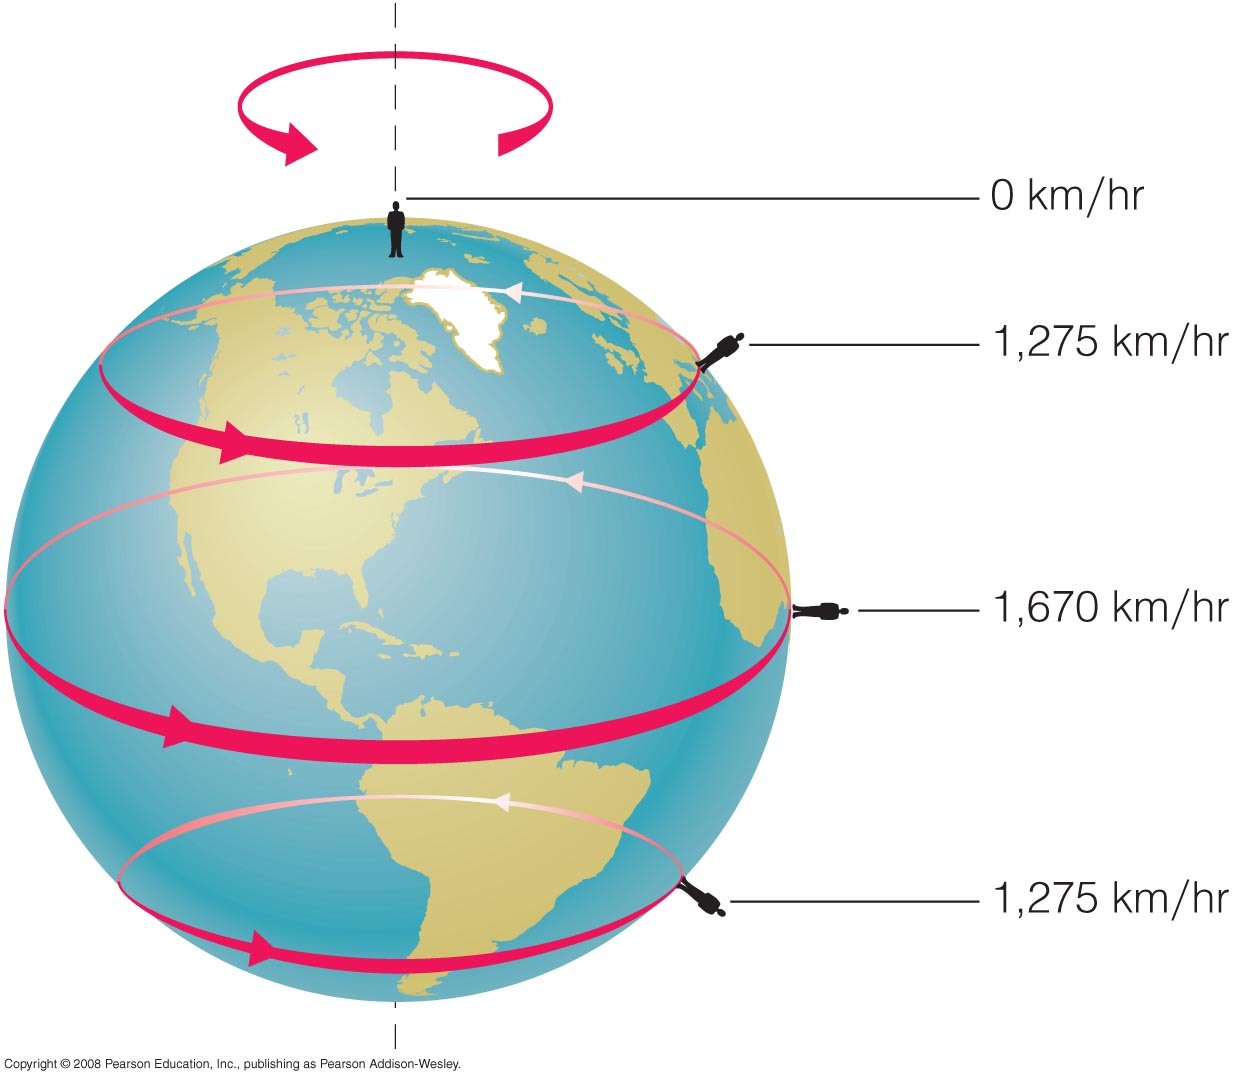 0 km/hr
1,275 km/hr
1,670 km/hr
1,275 km/hr
Copyright © 2008 Pearson Education, Inc., publishing as Pearson Addison-Wesley.